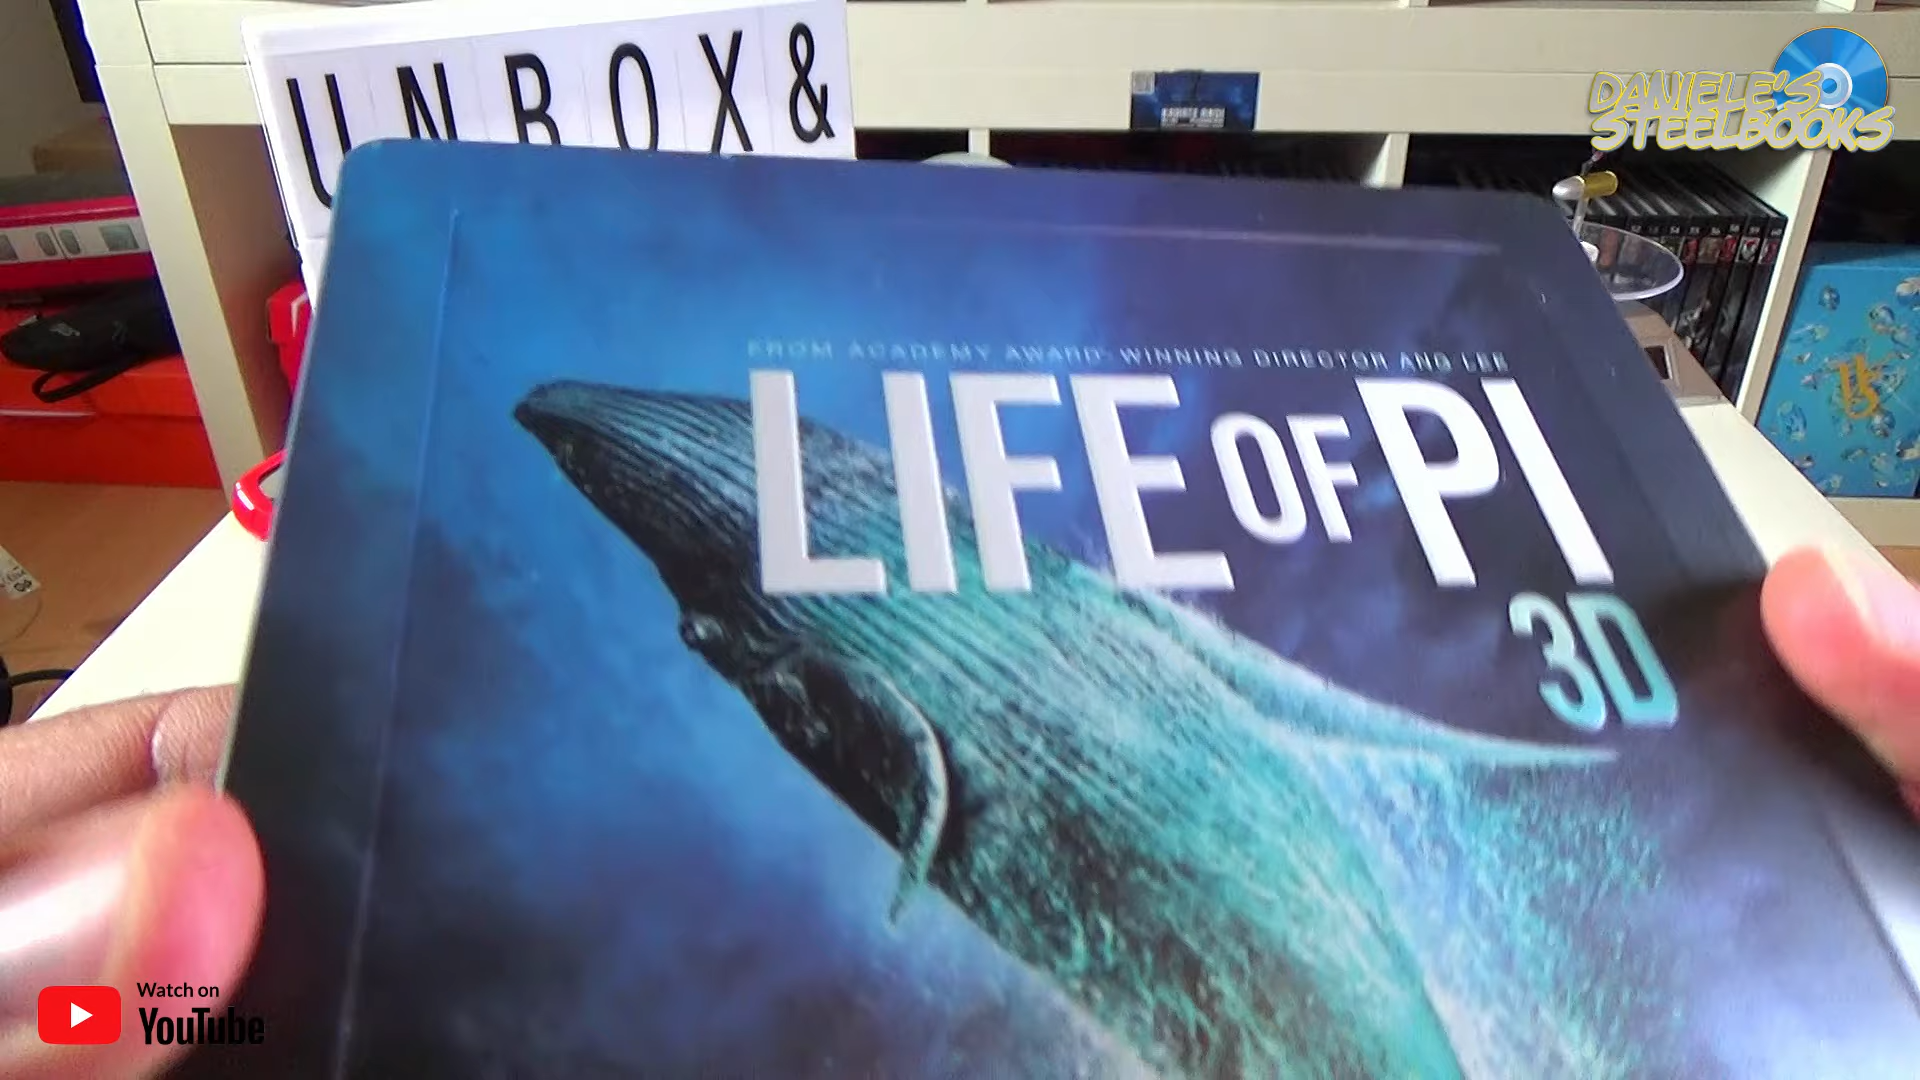 UNBOX&
DANIELE'S
STEELBOOKS
FROM ACADEMY AWARD® WINNING DIRECTOR ANG LEE
LIFE OF PI
3D
Watch on
YouTube